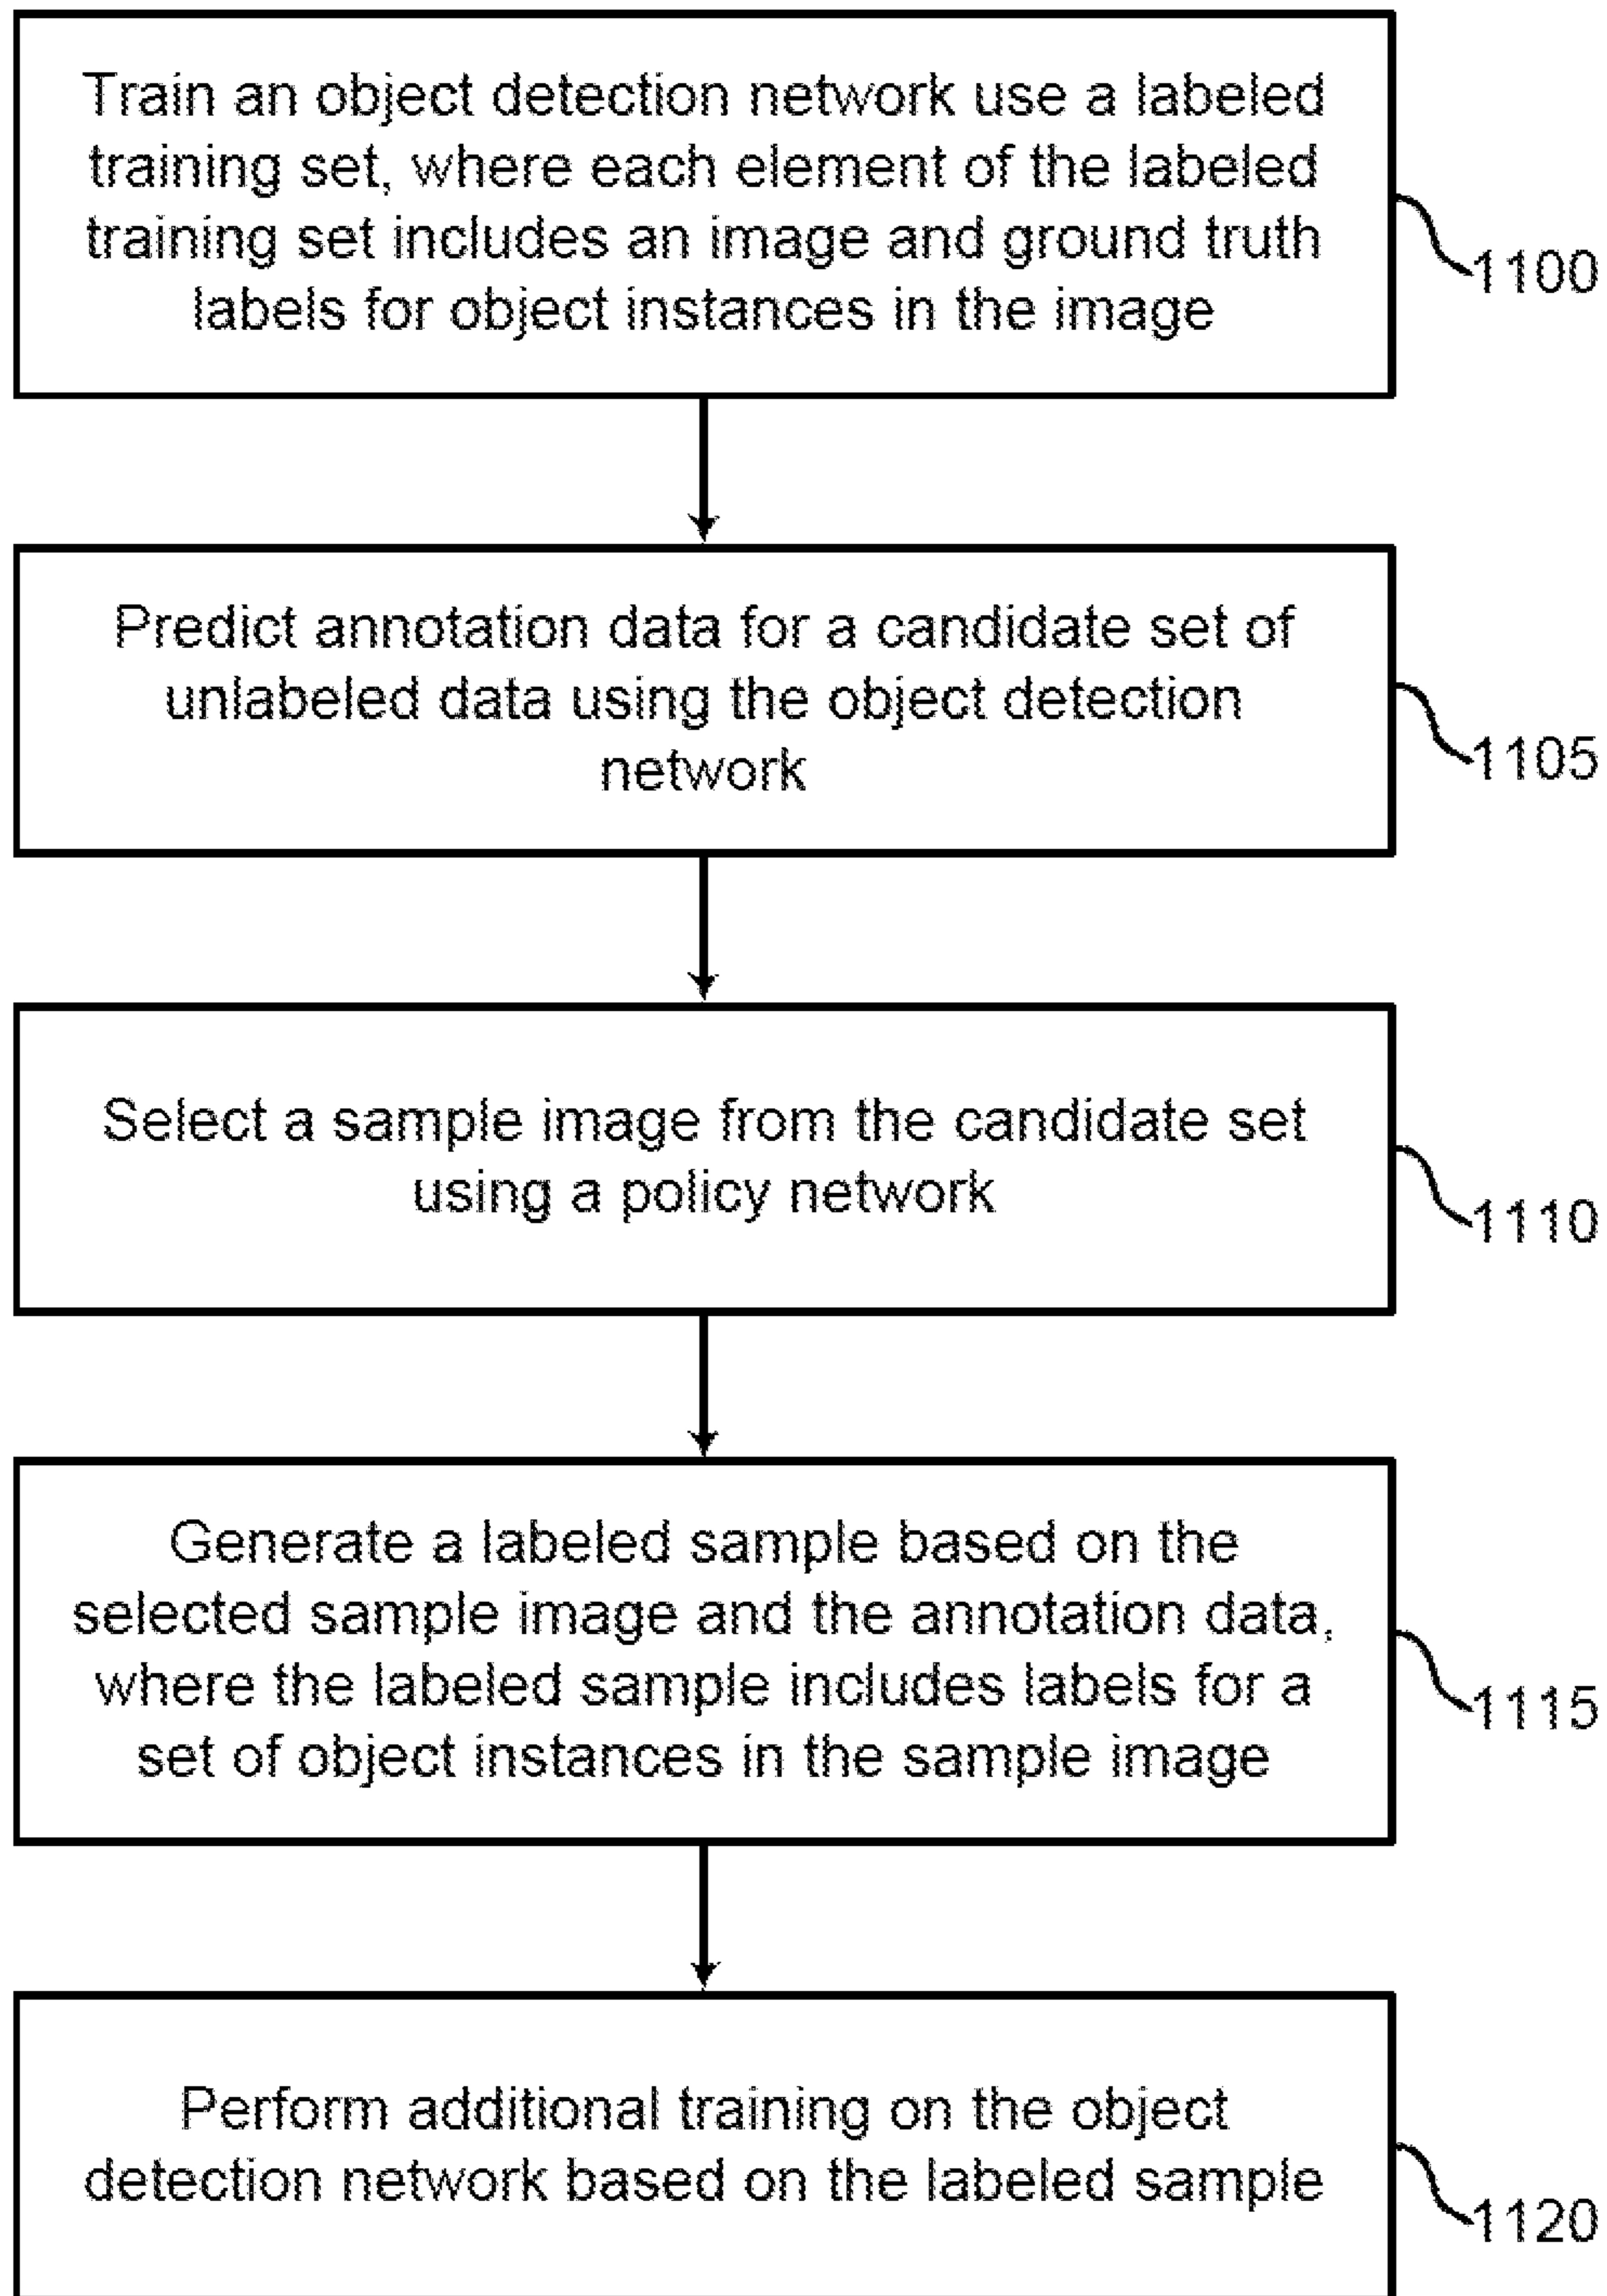 Train an object detection network use a labeled
training set, where each element of the labeled
training set includes an image and ground truth
labels for object instances in the image
1100
Predict annotation data for a candidate set of
unlabeled data using the object detection
network
1105
Select a sample image from the candidate set
using a policy network
1110
Generate a labeled sample based on the
selected sample image and the annotation data,
where the labeled sample includes labels for a
set of object instances in the sample image
1115
Perform additional training on the object
detection network based on the labeled sample
1120